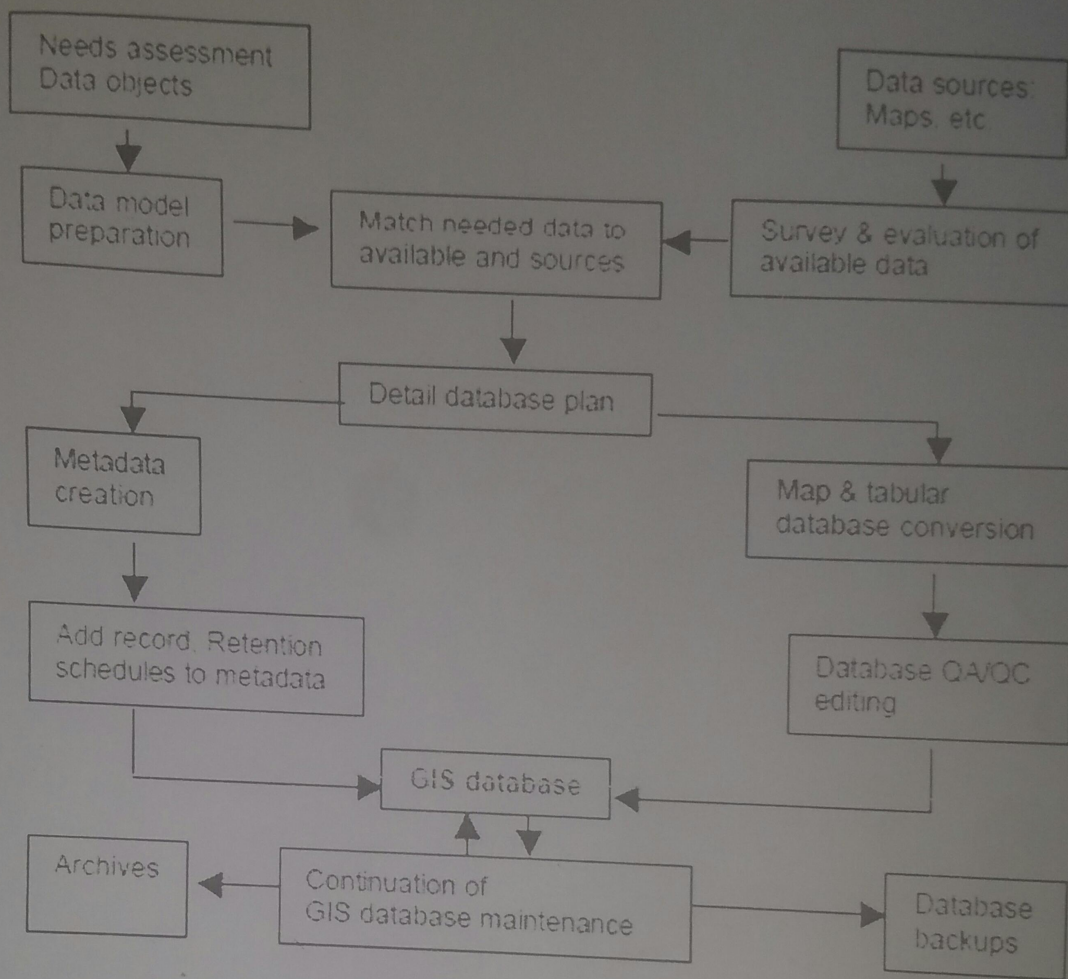 Needs assessment
Data objects
Data sources:
Maps, etc
Data model
preparation
Match needed data to
available and sources
Survey & evaluation of
available data
Detail database plan
Metadata
creation
Map & tabular
database conversion
Add record, Retention
schedules to metadata
Database QA/QC
editing
GIS database
Archives
Continuation of
GIS database maintenance
Database
backups